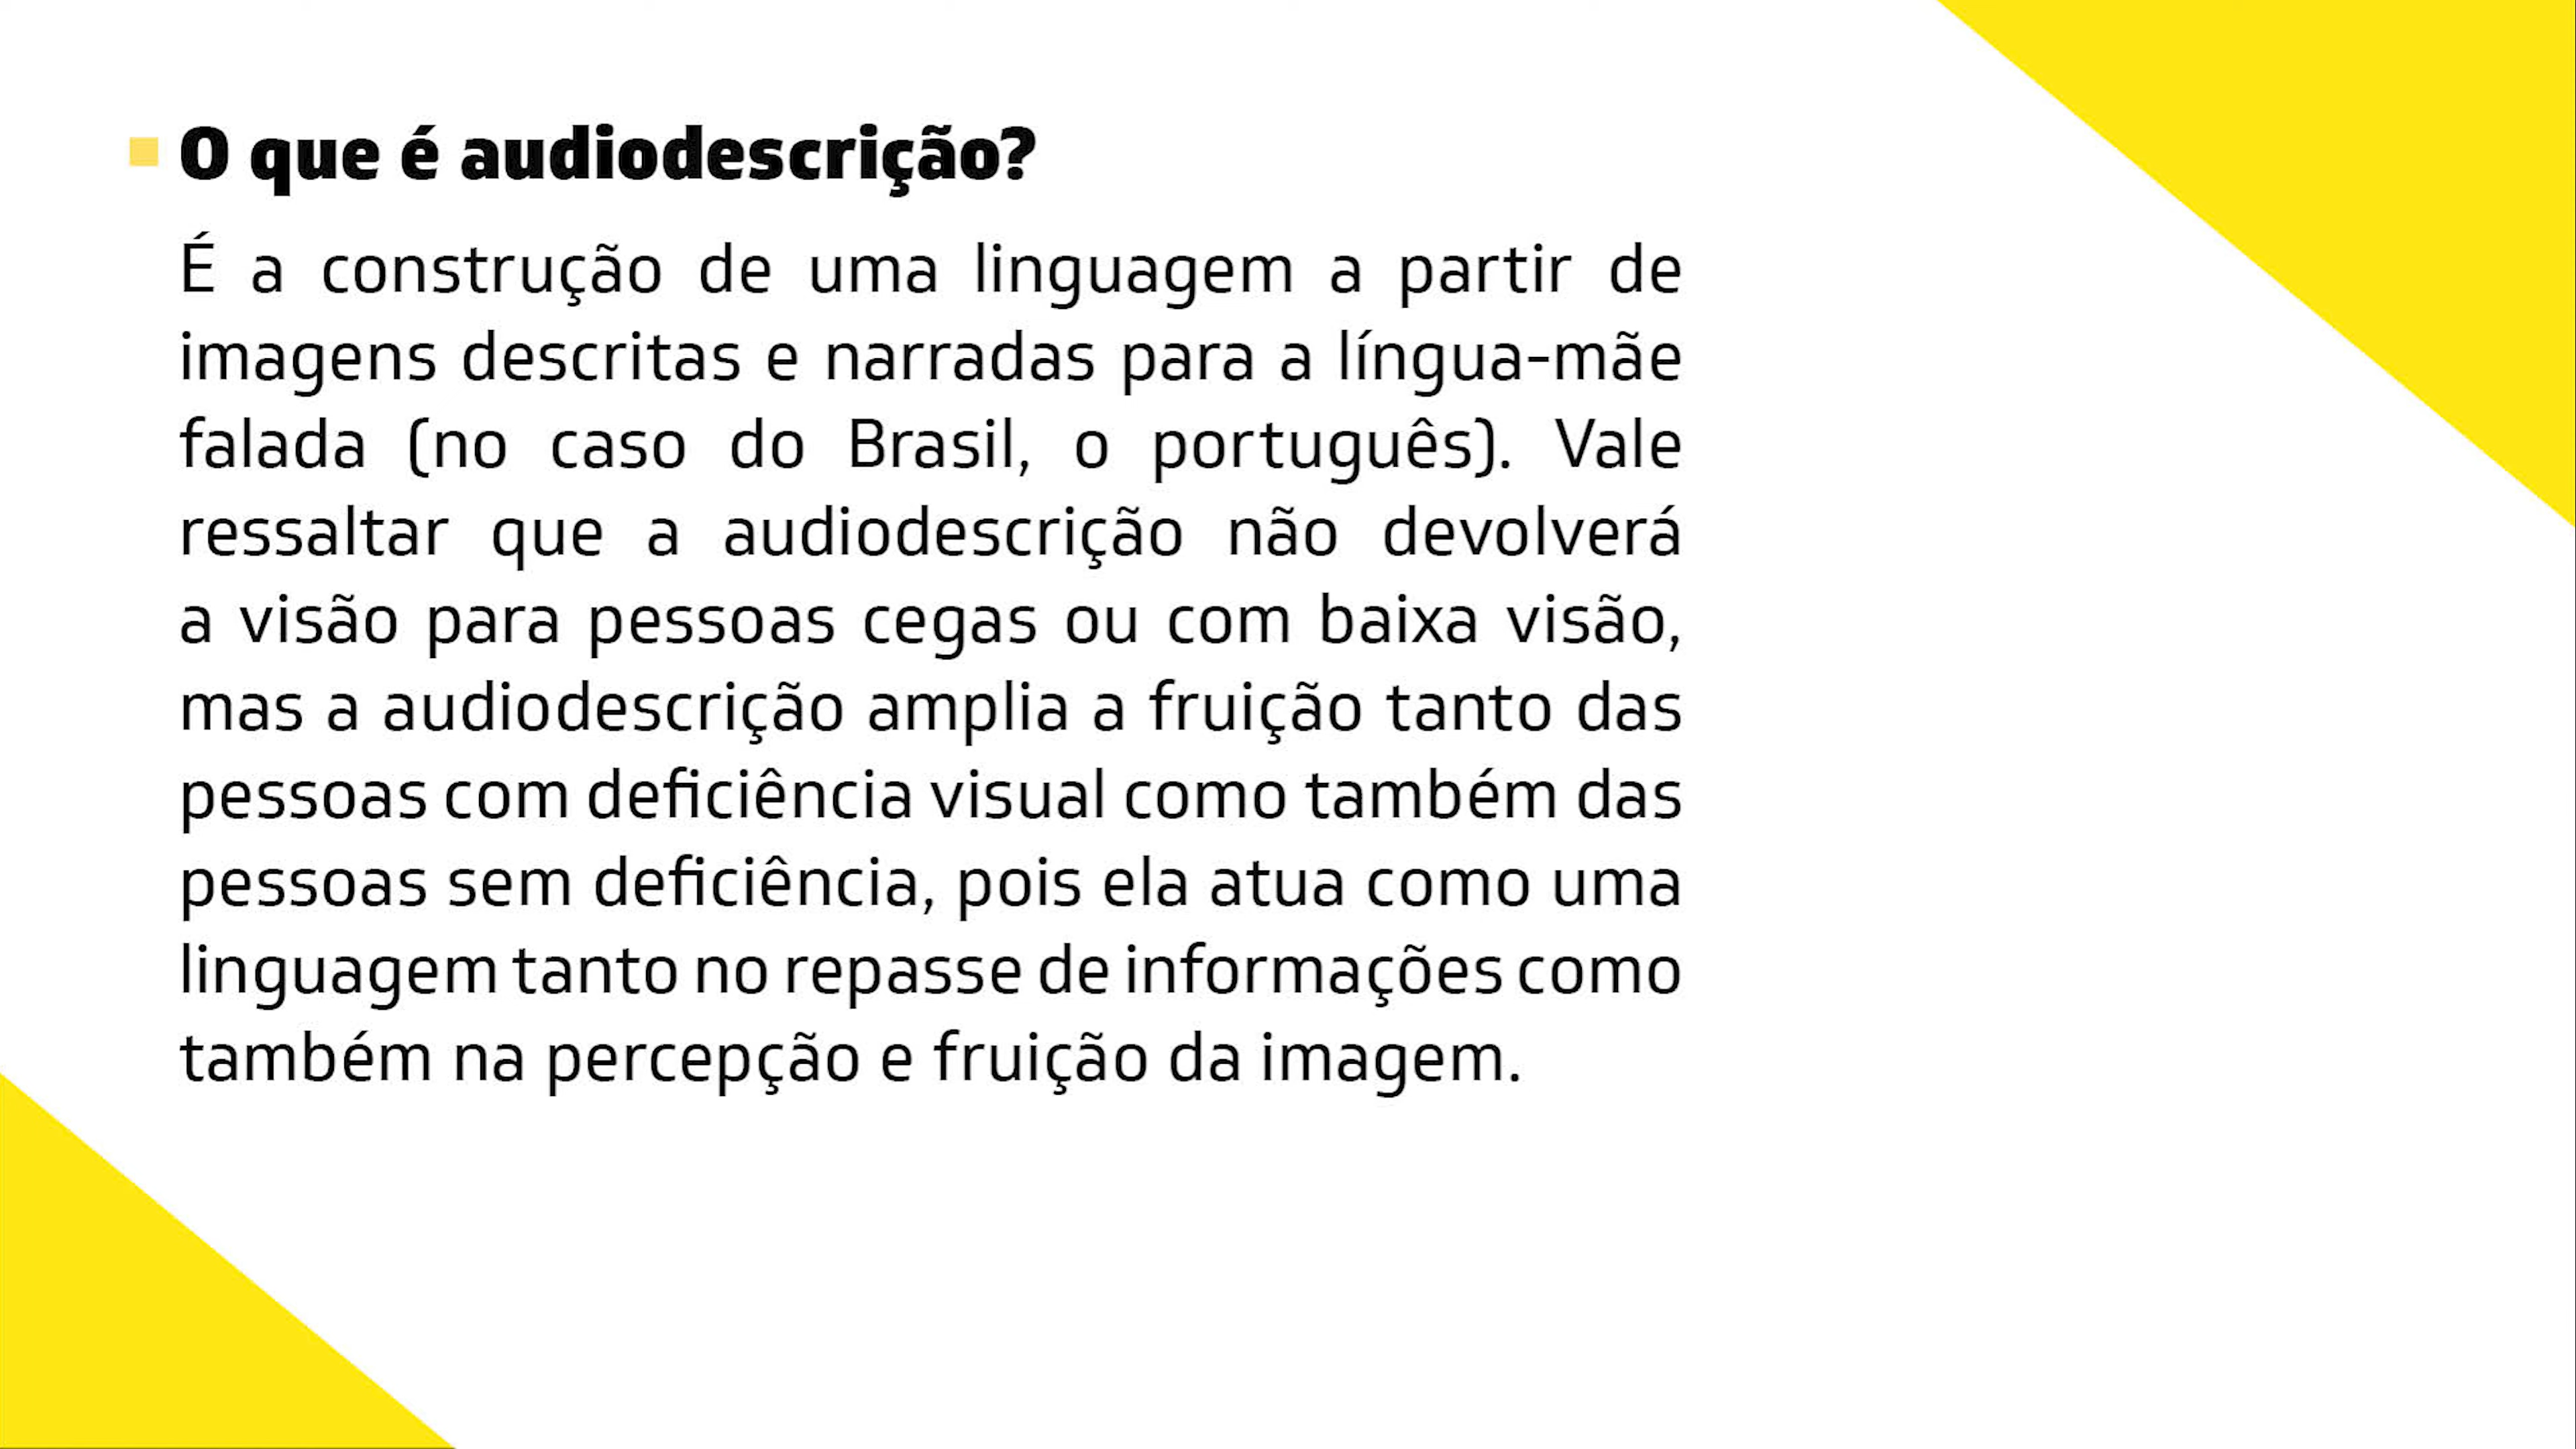 O que é audiodescrição?
É a construção de uma linguagem a partir de
imagens descritas e narradas para a língua-mãe
falada (no caso do Brasil, o português). Vale
ressaltar que a audiodescrição não devolverá
a visão para pessoas cegas ou com baixa visão,
mas a audiodescrição amplia a fruição tanto das
pessoas com deficiência visual como também das
pessoas sem deficiência, pois ela atua como uma
linguagem tanto no repasse de informações como
também na percepção e fruição da imagem.